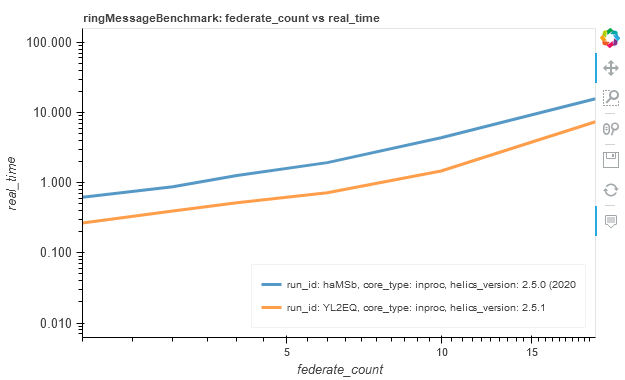 ringMessageBenchmark: federate_count vs real_time
100.000
10.000
1.000
0.100
0.010
real_time
run_id: haMSb, core_type: inproc, helics_version: 2.5.0 (2020
run_id: YL2EQ, core_type: inproc, helics_version: 2.5.1
5
10
15
federate_count